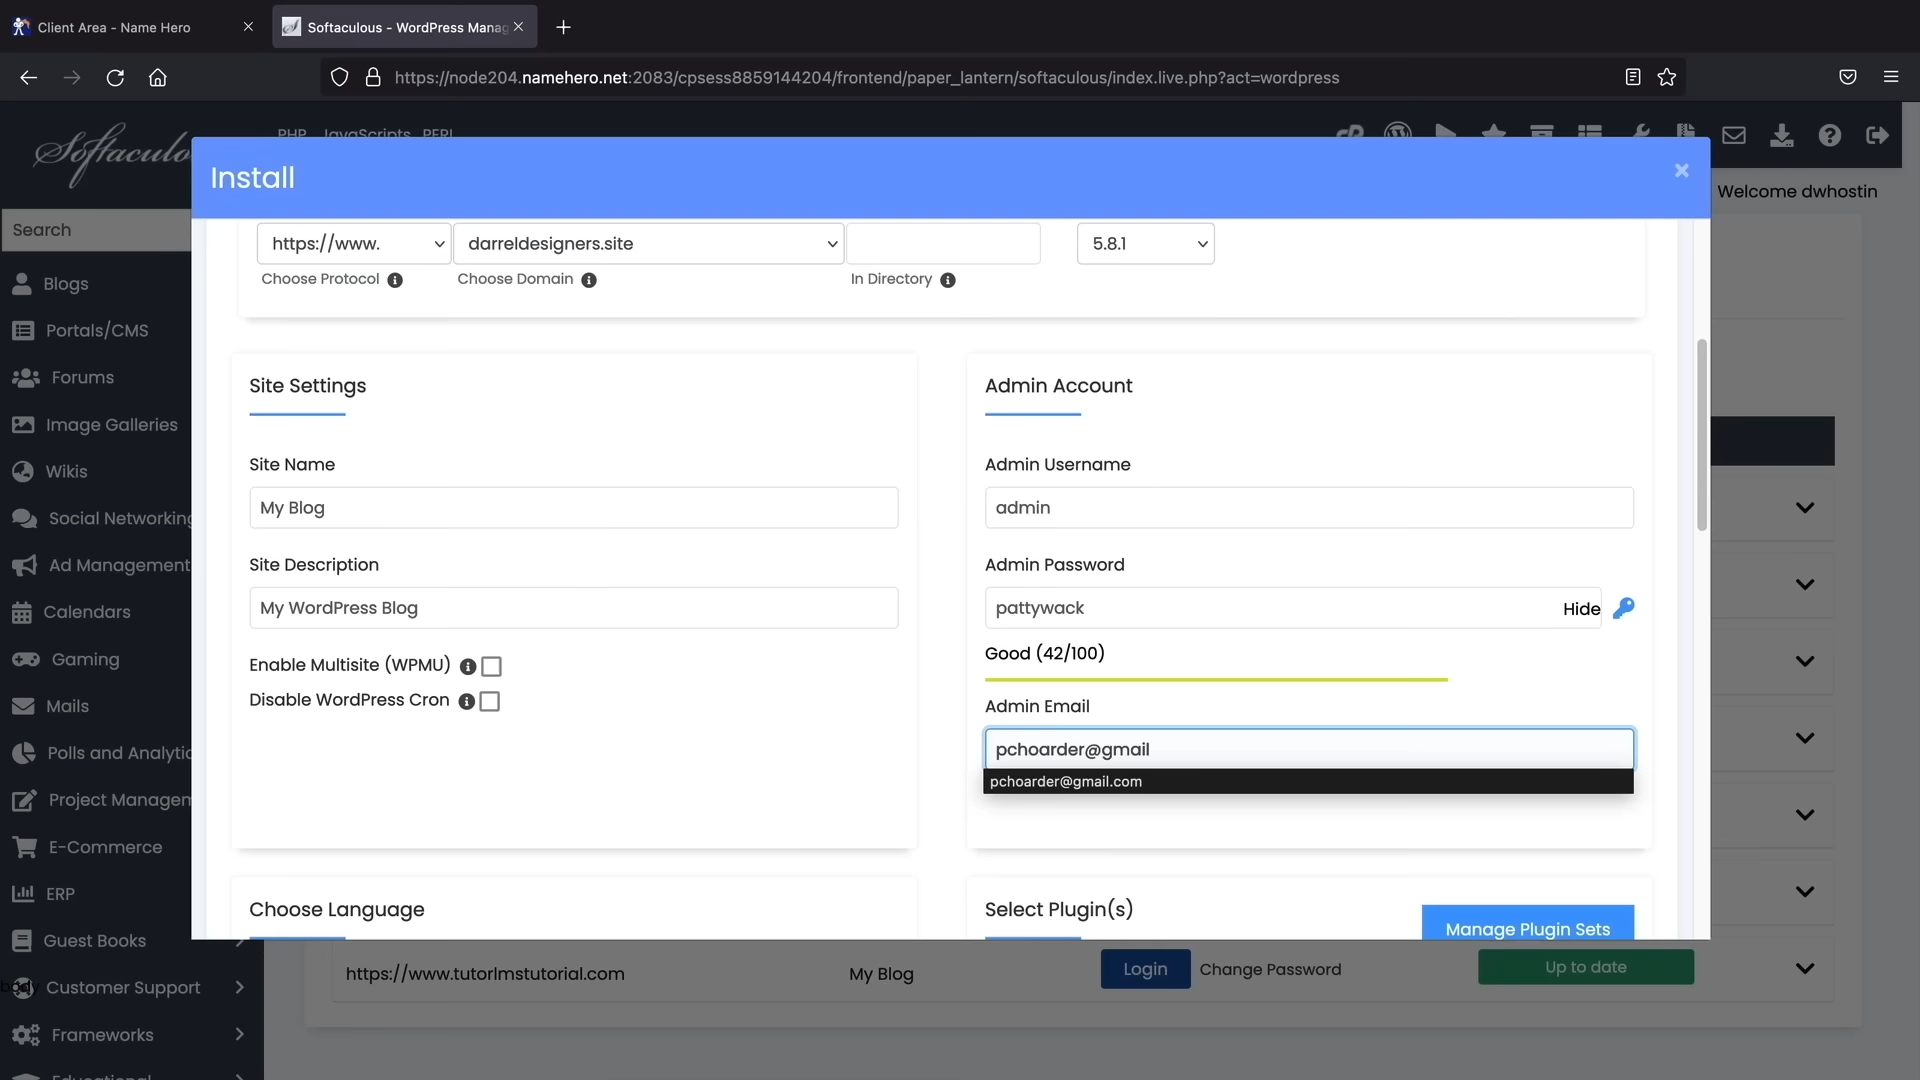 Client Area - Name Hero
Softaculous - WordPress Manag
https://node204.namehero.net:2083/cpsess8859144204/frontend/paper_lantern/softaculous/index.live.php?act=wordpress
Softaculo
PHP JavaScripts PERL
Install
Welcome dwhostin
Search
https://www.
darreldesigners.site
5.8.1
Choose Protocol
Choose Domain
In Directory
Blogs
Portals/CMS
Forums
Image Galleries
Wikis
Social Networking
Ad Management
Calendars
Gaming
Mails
Polls and Analytic
Project Managem
E-Commerce
ERP
Guest Books
Customer Support
Frameworks
Educational
Site Settings
Site Name
My Blog
Site Description
My WordPress Blog
Enable Multisite (WPMU)
Disable WordPress Cron
Admin Account
Admin Username
admin
Admin Password
pattywack
Hide
Good (42/100)
Admin Email
pchoarder@gmail
pchoarder@gmail.com
Choose Language
Select Plugin(s)
Manage Plugin Sets
https://www.tutorlmstutorial.com
My Blog
Login
Change Password
Up to date